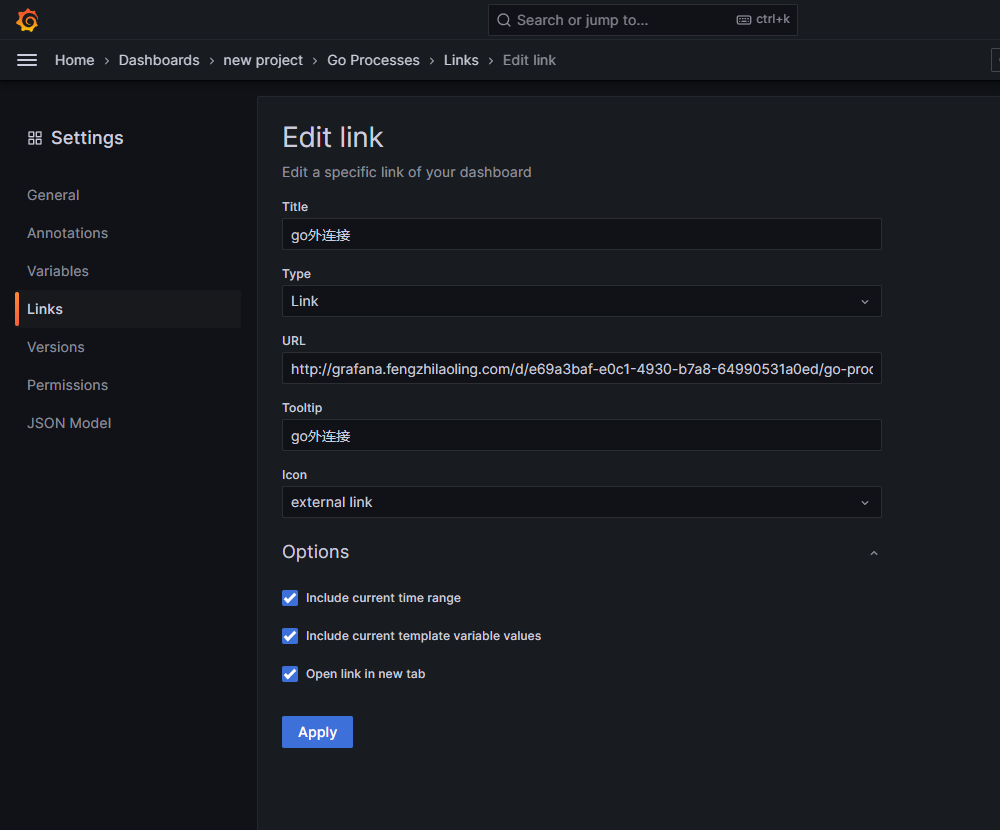 Search or jump to...
ctrl+k
Home › Dashboards › new project › Go Processes › Links › Edit link
Settings
General
Annotations
Variables
Links
Versions
Permissions
JSON Model
Edit link
Edit a specific link of your dashboard
Title
go外连接
Type
Link
URL
http://grafana.fengzhilaoling.com/d/e69a3baf-e0c1-4930-b7a8-64990531a0ed/go-proc
Tooltip
go外连接
Icon
external link
Options
Include current time range
Include current template variable values
Open link in new tab
Apply